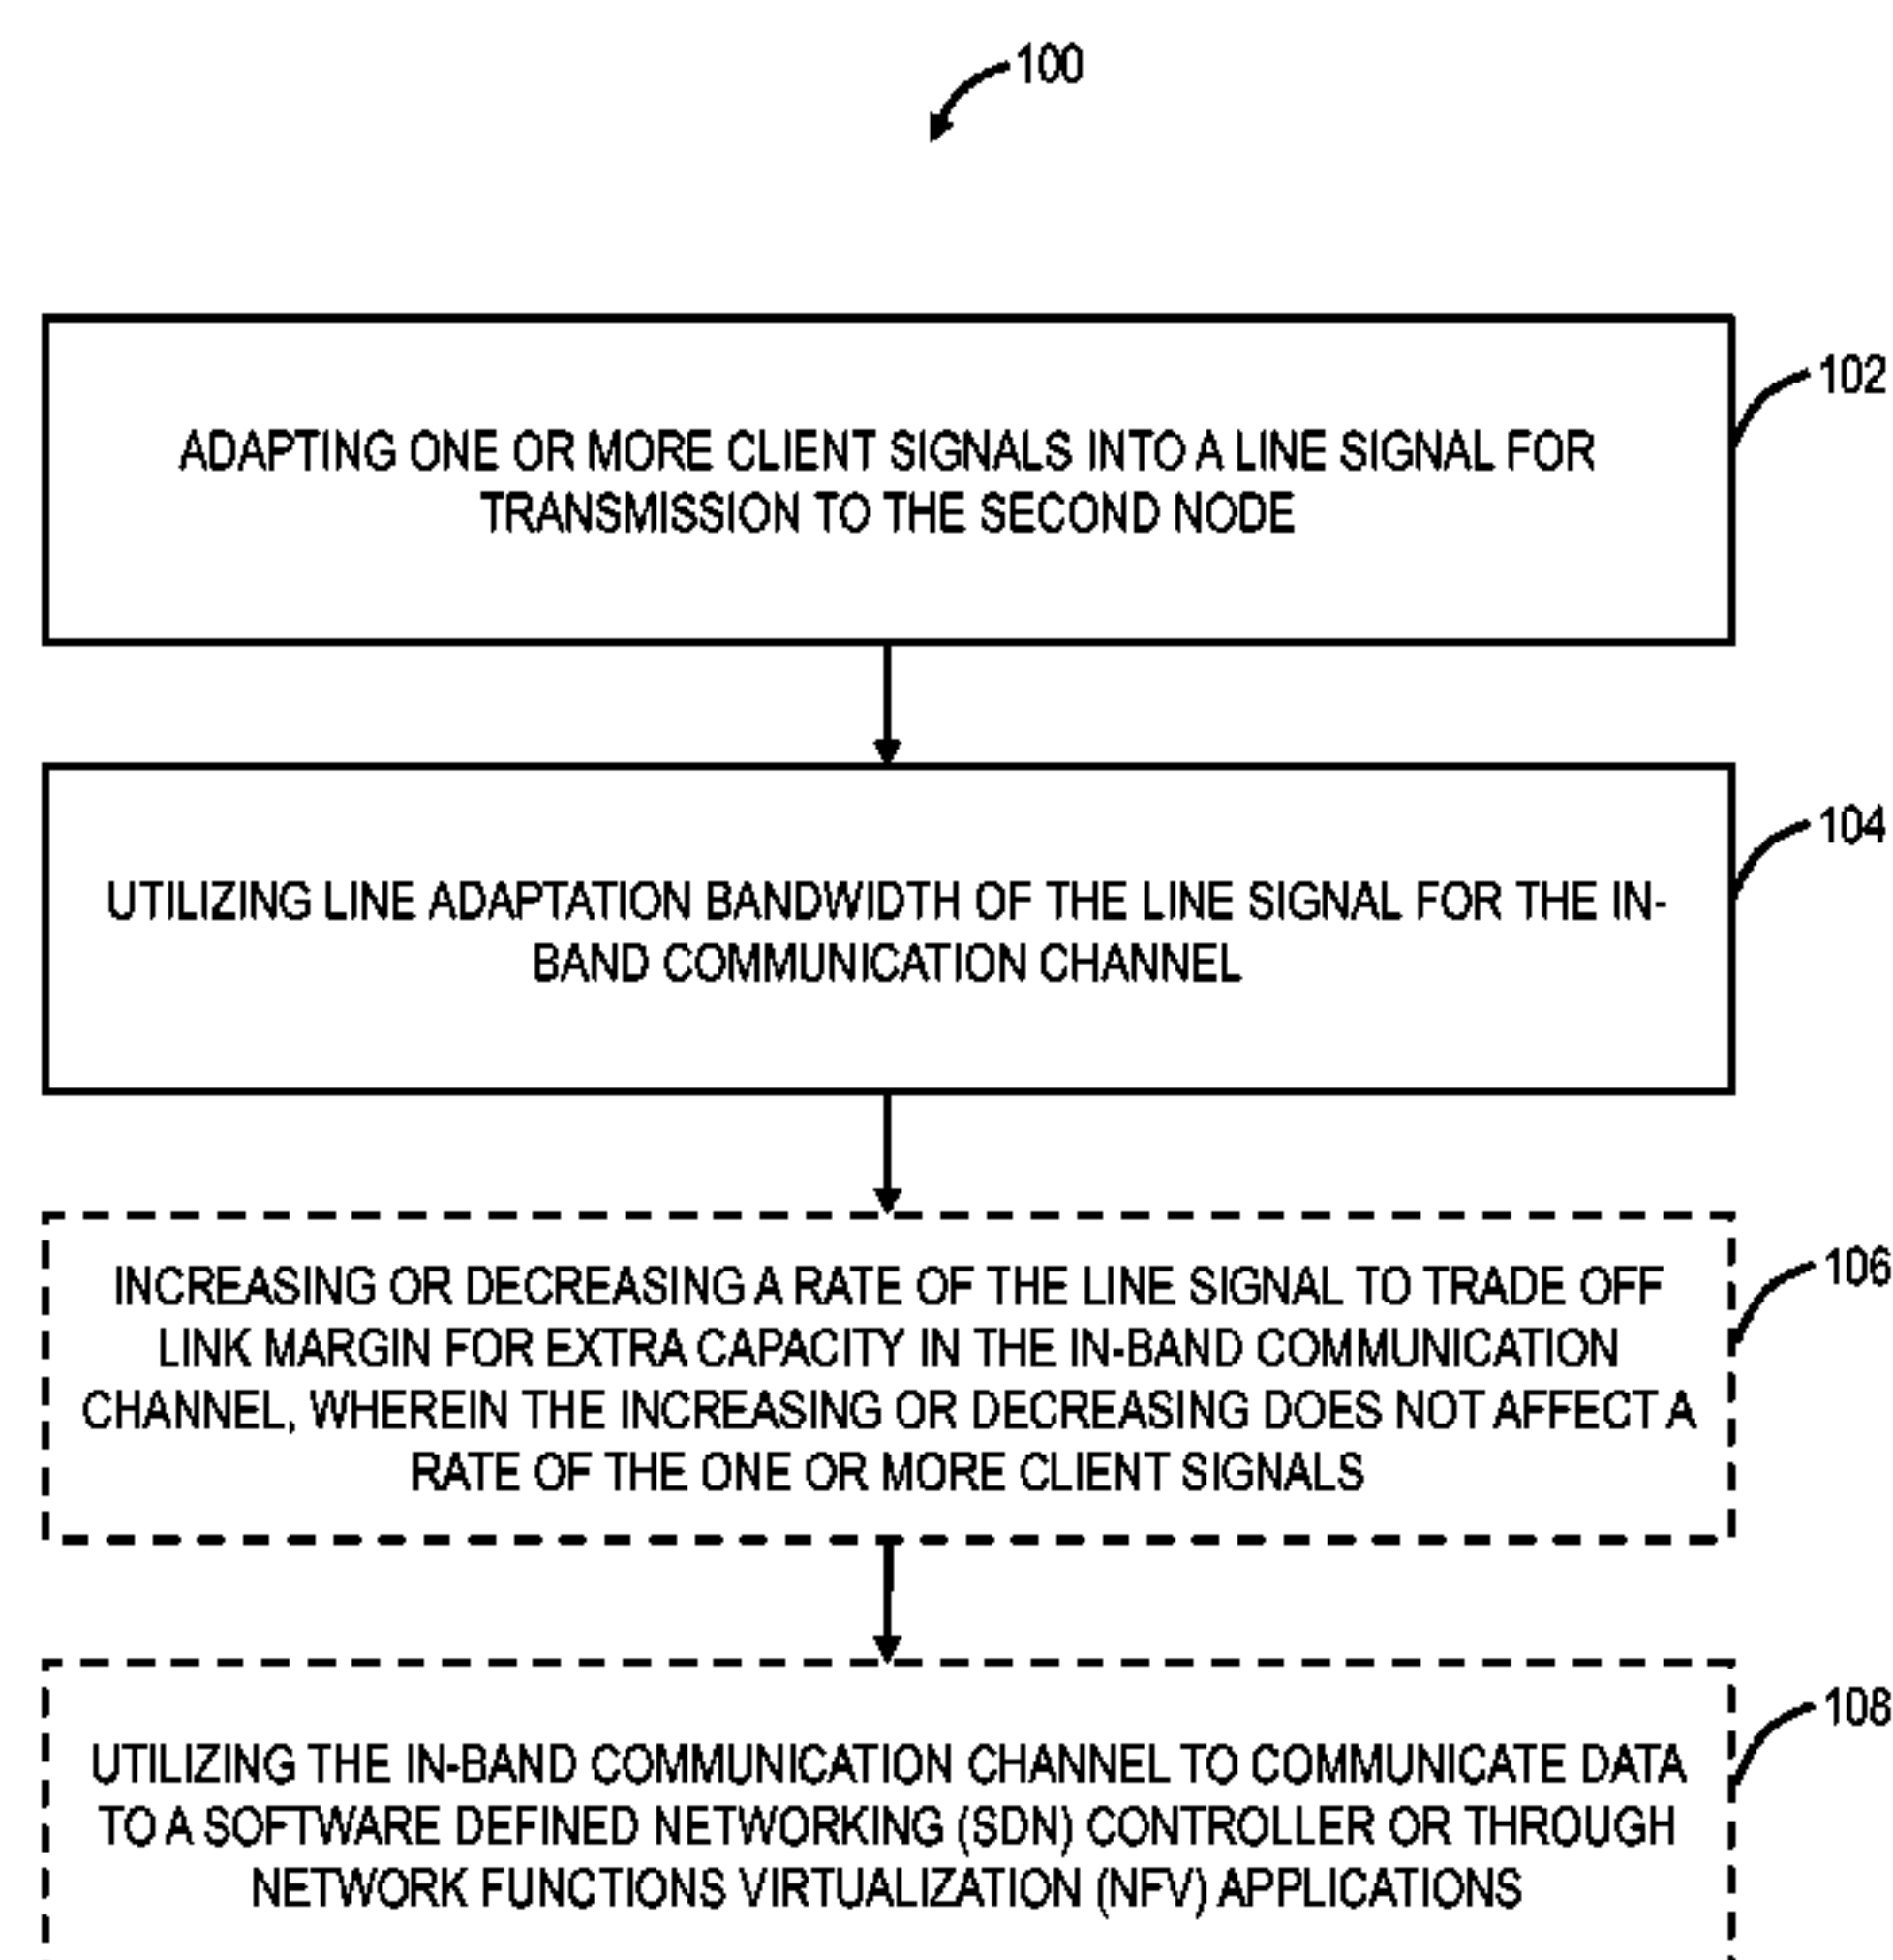 100
102
ADAPTING ONE OR MORE CLIENT SIGNALS INTO A LINE SIGNAL FOR
TRANSMISSION TO THE SECOND NODE
104
UTILIZING LINE ADAPTATION BANDWIDTH OF THE LINE SIGNAL FOR THE IN-
BAND COMMUNICATION CHANNEL
106
INCREASING OR DECREASING A RATE OF THE LINE SIGNAL TO TRADE OFF
LINK MARGIN FOR EXTRA CAPACITY IN THE IN-BAND COMMUNICATION
CHANNEL, WHEREIN THE INCREASING OR DECREASING DOES NOT AFFECT A
RATE OF THE ONE OR MORE CLIENT SIGNALS
108
UTILIZING THE IN-BAND COMMUNICATION CHANNEL TO COMMUNICATE DATA
TO A SOFTWARE DEFINED NETWORKING (SDN) CONTROLLER OR THROUGH
NETWORK FUNCTIONS VIRTUALIZATION (NFV) APPLICATIONS